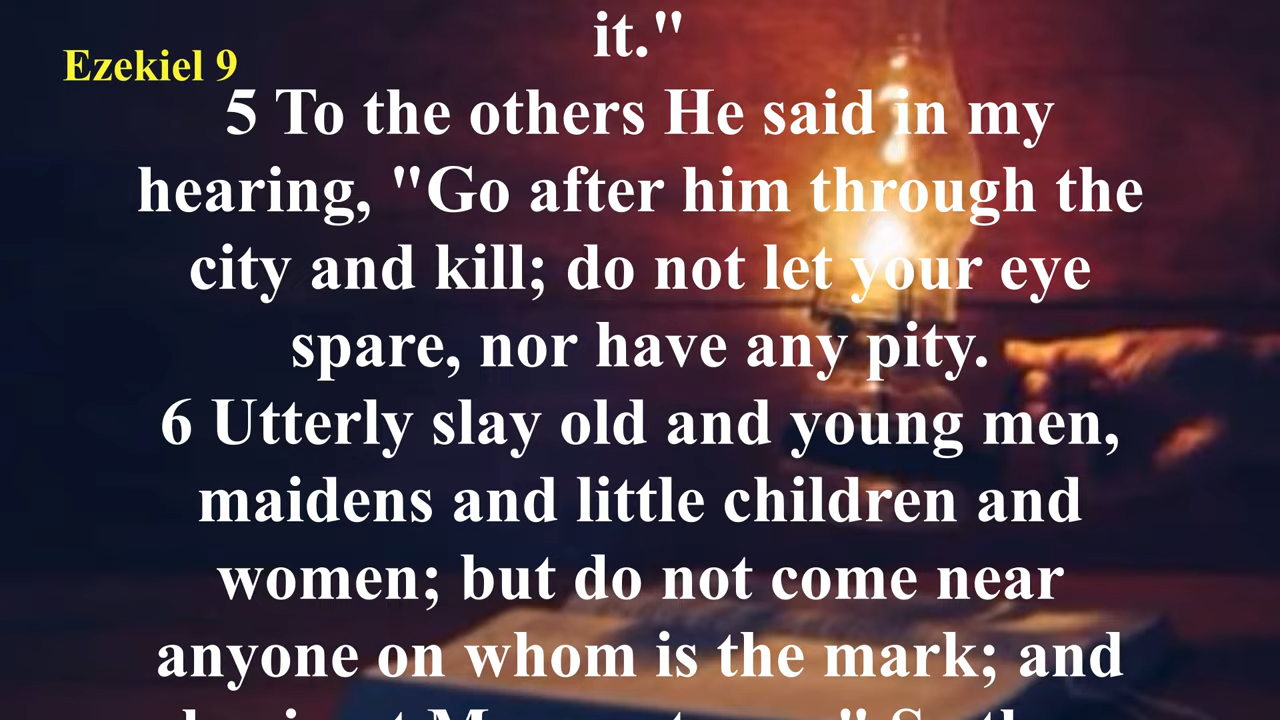 it."
Ezekiel 9
5 To the others He said in my
hearing, "Go after him through the
city and kill; do not let your eye
spare, nor have any pity.
6 Utterly slay old and young men,
maidens and little children and
women; but do not come near
anyone on whom is the mark; and